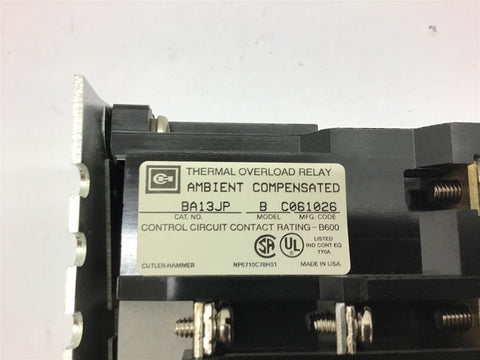 THERMAL OVERLOAD RELAY
AMBIENT COMPENSATED
BA13JP B C061026
CAT. NO. MODEL MFG. CODE
CONTROL CIRCUIT CONTACT RATING - B600
LISTED
IND CONT EQ
770A
CUTLER-HAMMER NP5710C78H01 MADE IN USA